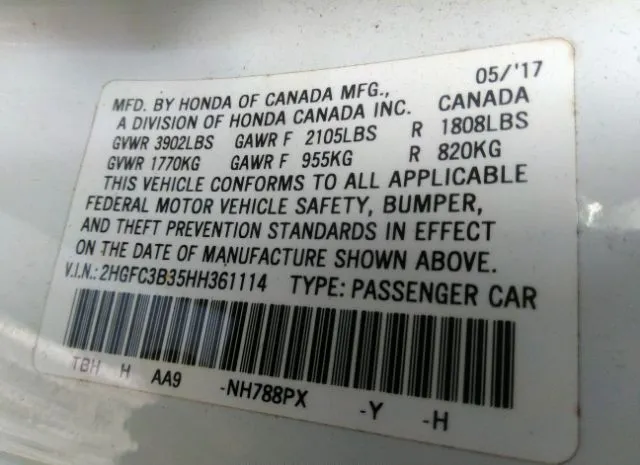 MFD. BY HONDA OF CANADA MFG., 05/'17
A DIVISION OF HONDA CANADA INC. CANADA
GVWR 3902LBS GAWR F 2105LBS R 1808LBS
GVWR 1770KG GAWR F 955KG R 820KG
THIS VEHICLE CONFORMS TO ALL APPLICABLE
FEDERAL MOTOR VEHICLE SAFETY, BUMPER,
AND THEFT PREVENTION STANDARDS IN EFFECT
ON THE DATE OF MANUFACTURE SHOWN ABOVE.
V.I.N.: 2HGFC3B35HH361114 TYPE: PASSENGER CAR
TBH H AA9 -NH788PX -Y -H